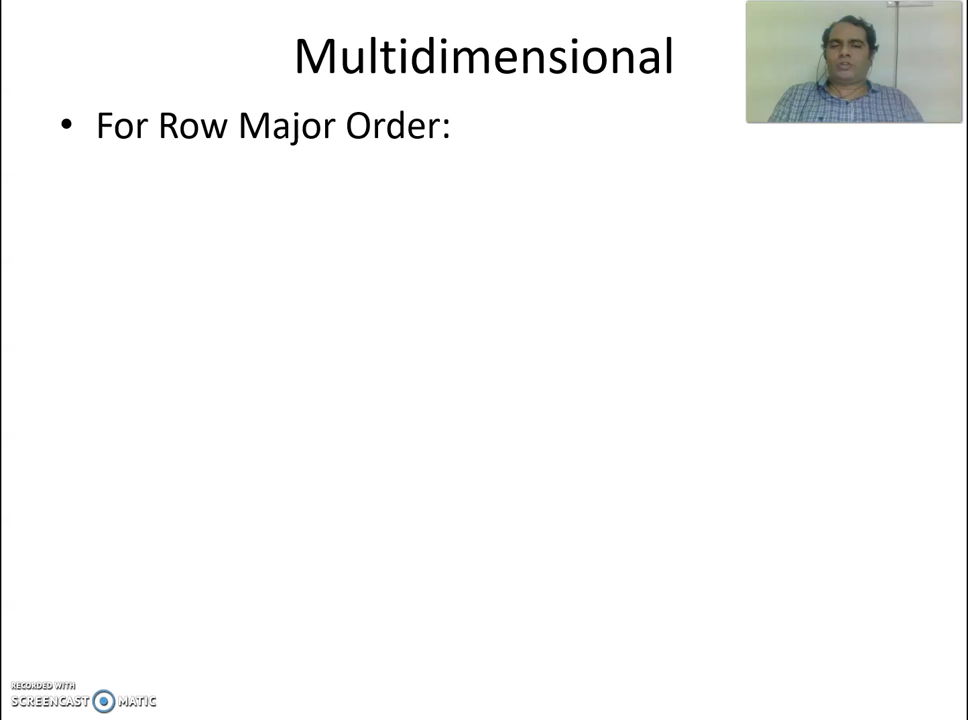 Multidimensional
• For Row Major Order:
RECORDED WITH
SCREENCAST MATIC